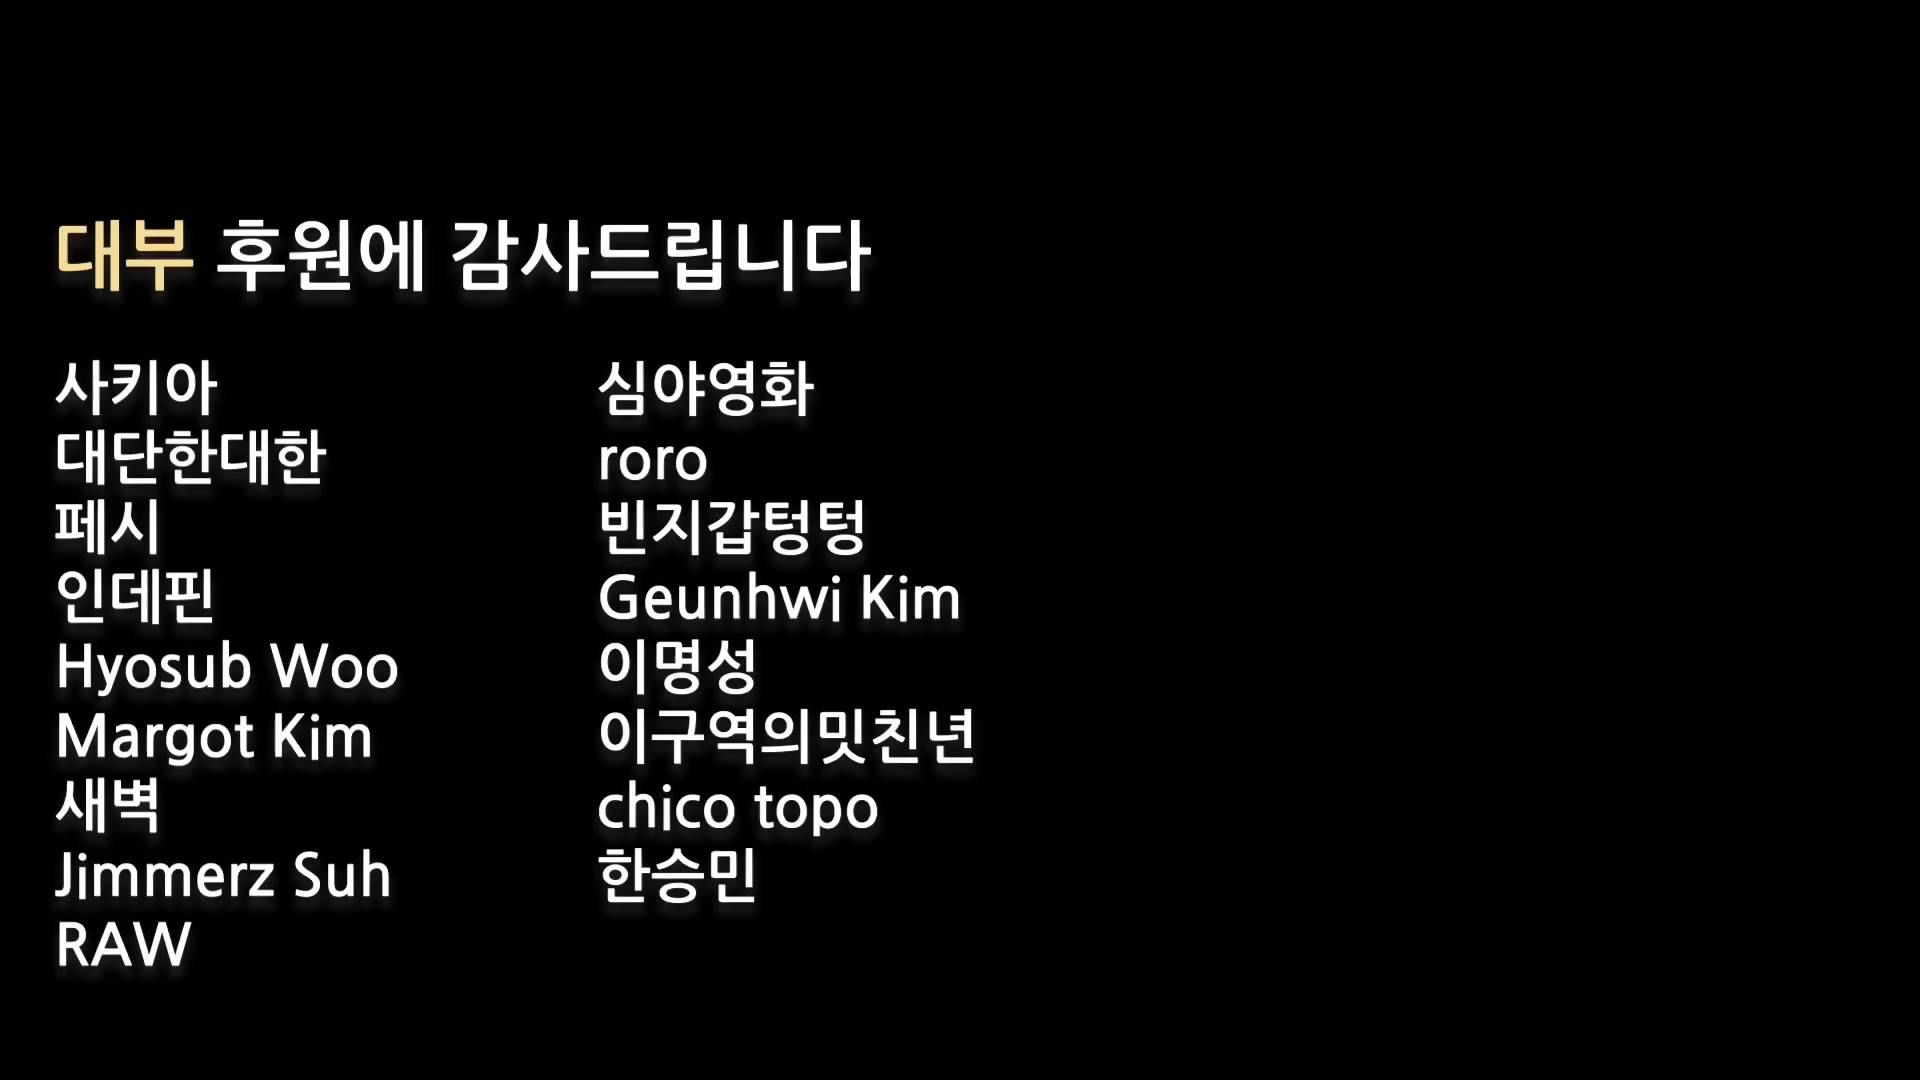 대부 후원에 감사드립니다
사키아
대단한대한
페시
인데핀
Hyosub Woo
Margot Kim
새벽
Jimmerz Suh
RAW
심야영화
roro
빈지갑텅텅
Geunhwi Kim
이명성
이구역의밋친년
chico topo
한승민